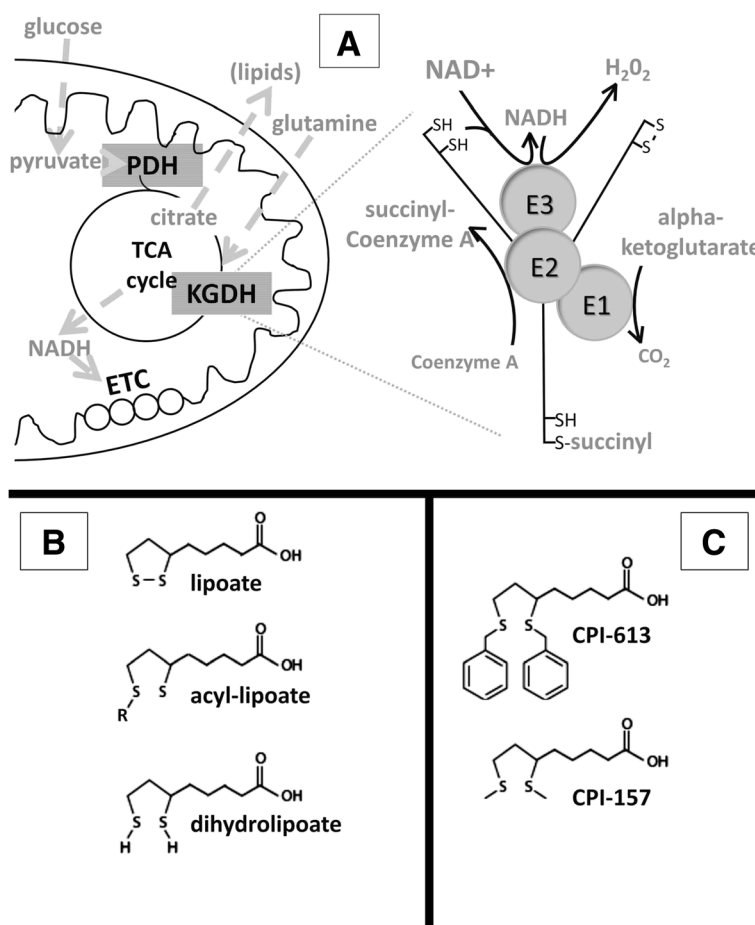 A
glucose
(lipids)
glutamine
pyruvate
PDH
citrate
TCA
cycle
KGDH
NADH
ETC
NAD+
H₂0₂
NADH
SH
SH
S
S
E3
succinyl-
Coenzyme A
alpha-
ketoglutarate
E2
E1
Coenzyme A
CO₂
SH
S-succinyl
B
O
OH
S–S
lipoate
O
OH
S S
R
acyl-lipoate
O
OH
S S
H H
dihydrolipoate
C
O
OH
S S
CPI-613
O
OH
S S
CPI-157